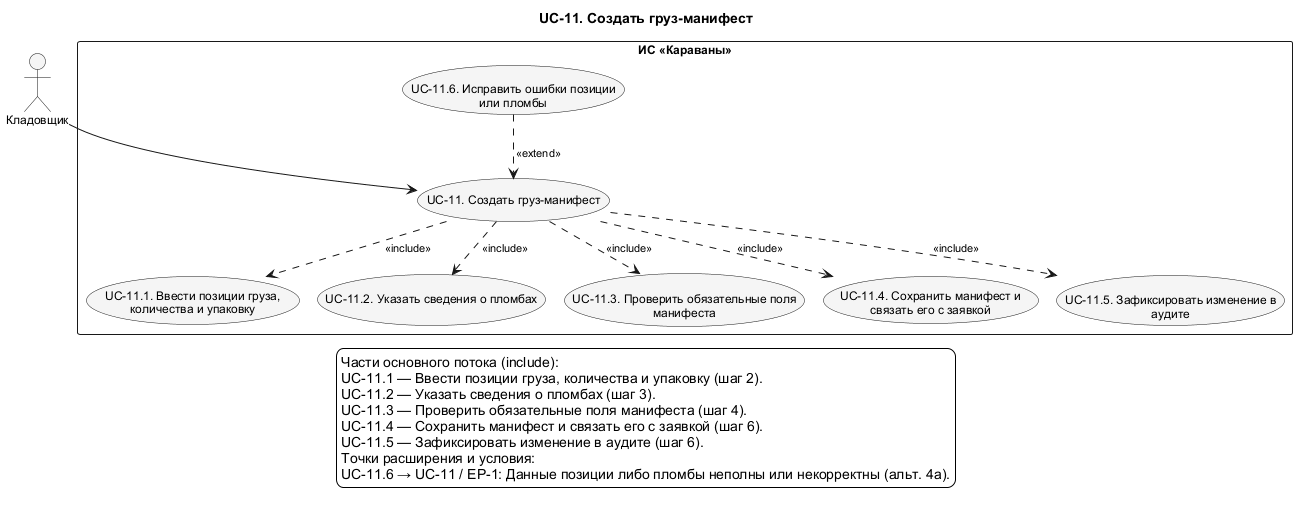 UC-11. Создать груз-манифест
ИС «Караваны»
Кладовщик
UC-11.6. Исправить ошибки позиции
или пломбы
«extend»
UC-11. Создать груз-манифест
«include»
«include»
«include»
«include»
«include»
UC-11.1. Ввести позиции груза,
количества и упаковку
UC-11.2. Указать сведения о пломбах
UC-11.3. Проверить обязательные поля
манифеста
UC-11.4. Сохранить манифест и
связать его с заявкой
UC-11.5. Зафиксировать изменение в
аудите
Части основного потока (include):
UC-11.1 — Ввести позиции груза, количества и упаковку (шаг 2).
UC-11.2 — Указать сведения о пломбах (шаг 3).
UC-11.3 — Проверить обязательные поля манифеста (шаг 4).
UC-11.4 — Сохранить манифест и связать его с заявкой (шаг 6).
UC-11.5 — Зафиксировать изменение в аудите (шаг 6).
Точки расширения и условия:
UC-11.6 → UC-11 / EP-1: Данные позиции либо пломбы неполны или некорректны (альт. 4а).